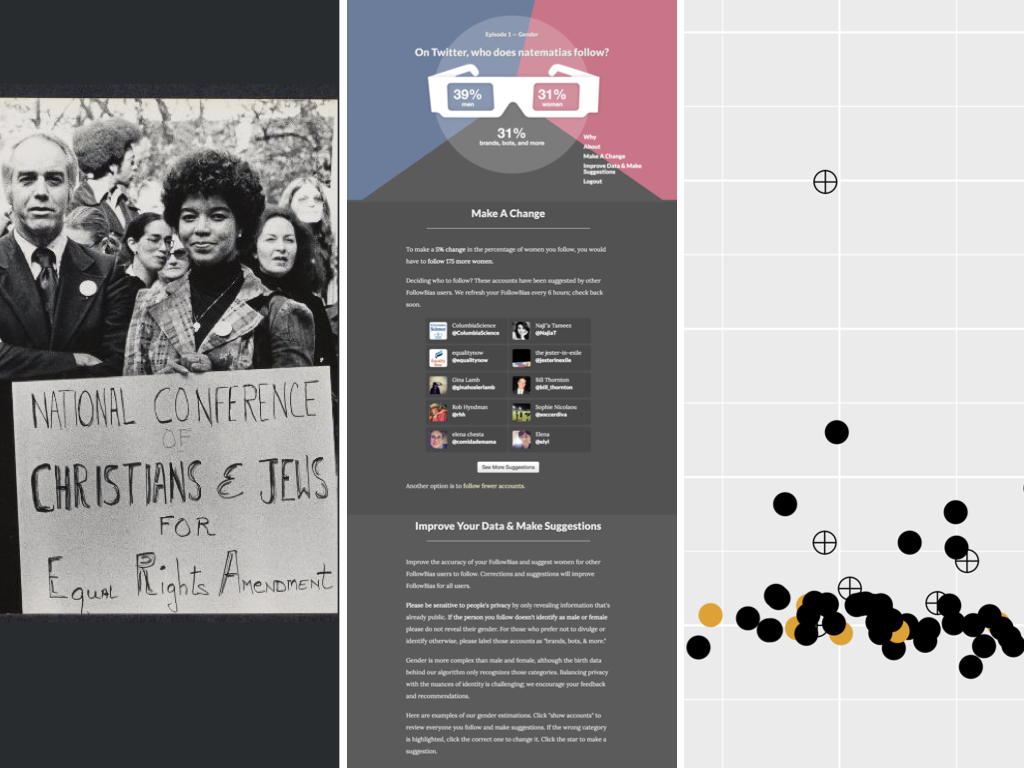 NATIONAL CONFERENCE
OF
CHRISTIANS & JEWS
FOR
Equal Rights Amendment
Episode 1 — Gender
On Twitter, who does natematias follow?
39%
men
31%
women
31%
brands, bots, and more
Why
About
Make A Change
Improve Data & Make
Suggestions
Logout
Make A Change
To make a 5% change in the percentage of women you follow, you would
have to follow 175 more women.
Deciding who to follow? These accounts have been suggested by other
FollowBias users. We refresh your FollowBias every 6 hours; check back
soon.
ColumbiaScience
@ColumbiaScience
Najl'a Tameez
@NajlaT
equalitynow
@equalitynow
the jester-in-exile
@jesterinexile
Gina Lamb
@ginahoslerlamb
Bill Thornton
@bill_thornton
Rob Hyndman
@rbh
Sophie Nicolaou
@soccerdiva
elena chesta
@comidademama
Elena
@elyl
See More Suggestions
Another option is to follow fewer accounts.
Improve Your Data & Make Suggestions
Improve the accuracy of your FollowBias and suggest women for other
FollowBias users to follow. Corrections and suggestions will improve
FollowBias for all users.
Please be sensitive to people's privacy by only revealing information that's
already public. If the person you follow doesn't identify as male or female
please do not reveal their gender. For those who prefer not to divulge or
identify otherwise, please label those accounts as "brands, bots, & more."
Gender is more complex than male and female, although the birth data
behind our algorithm only recognizes those categories. Balancing privacy
with the nuances of identity is challenging; we encourage your feedback
and recommendations.
Here are examples of our gender estimations. Click "show accounts" to
review everyone you follow and make suggestions. If the wrong category
is highlighted, click the correct one to change it. Click the star to make a
suggestion.